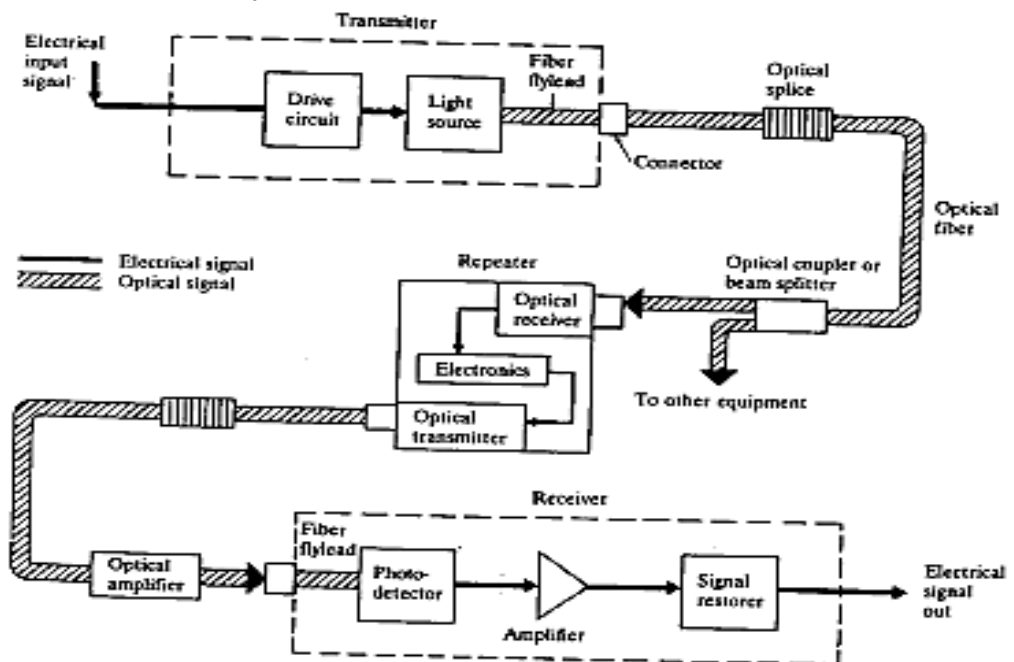 Transmitter
Electrical
input
signal
Drive
circuit
Light
source
Fiber
flylead
Connector
Optical
splice
Optical
fiber
Electrical signal
Optical signal
Repeater
Optical
receiver
Electronics
Optical
transmitter
Optical coupler or
beam splitter
To other equipment
Receiver
Optical
amplifier
Fiber
flylead
Photo-
detector
Amplifier
Signal
restorer
Electrical
signal
out